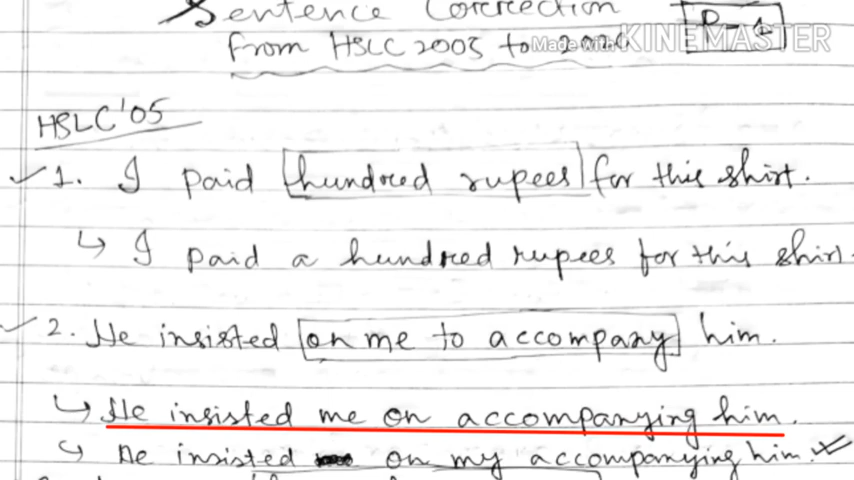 Sentence Correction
From HSLC 2005 to 2020
Made with KINEMASTER
HSLC'05
1. I paid hundred rupees for this shirt.
↳ I paid a hundred rupees for this shirt.
2. He insisted on me to accompany him.
↳ He insisted me on accompanying him.
↳ He insisted on my accompanying him.